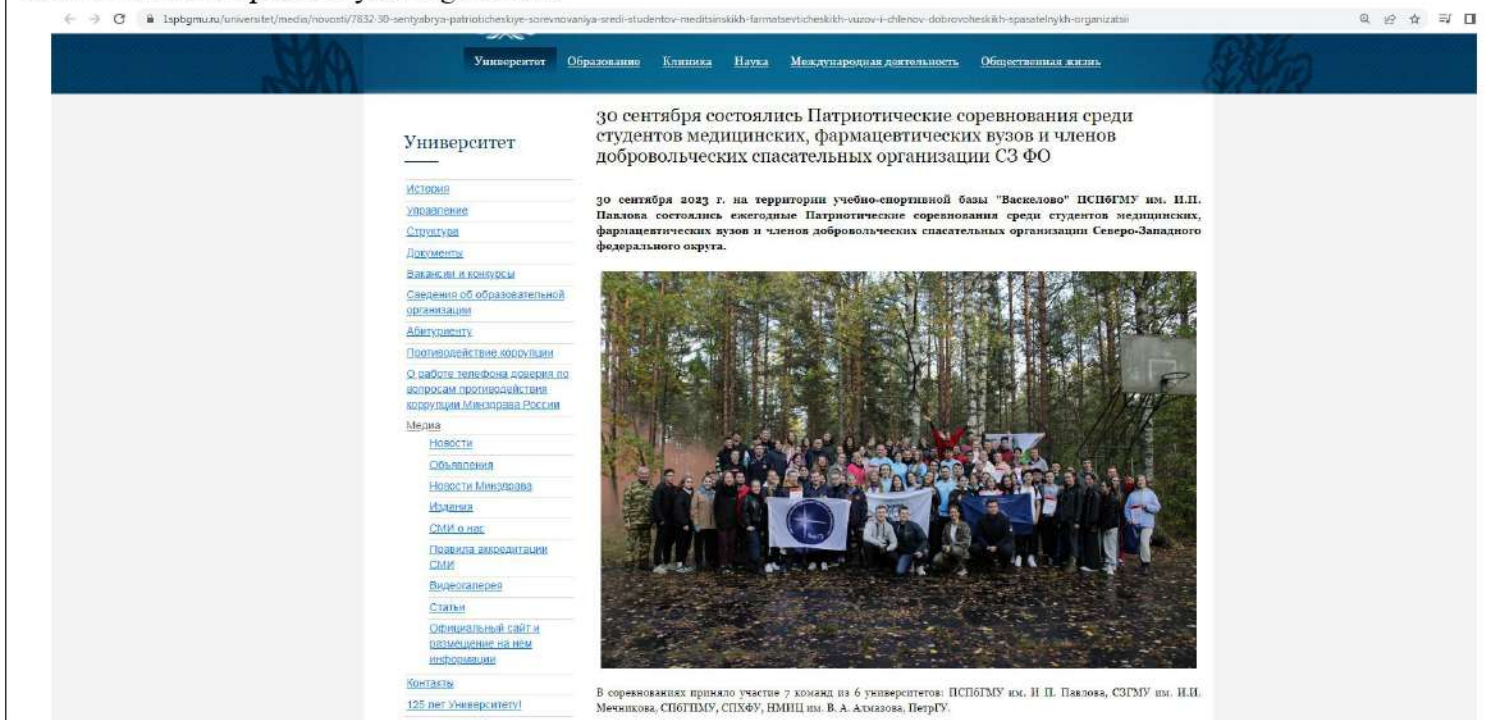 1spbgmu.ru/universitet/media/novosti/7832-30-sentyabrya-patrioticheskiye-sorevnovaniya-sredi-studentov-meditsinskikh-farmatsevticheskikh-vuzov-i-chlenov-dobrovoheskikh-spasatelnykh-organizatsii
Университет Образование Клиника Наука Международная деятельность Общественная жизнь
Университет
История
Управление
Структура
Документы
Вакансии и конкурсы
Сведения об образовательной
организации
Абитуриенту
Противодействие коррупции
О работе телефона доверия по
вопросам противодействия
коррупции Минздрава России
Медиа
Новости
Объявления
Новости Минздрава
Издания
СМИ о нас
Правила аккредитации
СМИ
Видеогалерея
Статьи
Официальный сайт и
размещение на нем
информации
Контакты
125 лет Университету!
30 сентября состоялись Патриотические соревнования среди
студентов медицинских, фармацевтических вузов и членов
добровольческих спасательных организации СЗ ФО
30 сентября 2023 г. на территории учебно-спортивной базы "Васкелово" ПСПбГМУ им. И.П.
Павлова состоялись ежегодные Патриотические соревнования среди студентов медицинских,
фармацевтических вузов и членов добровольческих спасательных организации Северо-Западного
федерального округа.
В соревнованиях приняло участие 7 команд из 6 университетов: ПСПбГМУ им. И П. Павлова, СЗГМУ им. И.И.
Мечникова, СПбГПМУ, СПХФУ, НМИЦ им. В. А. Алмазова, ПетрГУ.